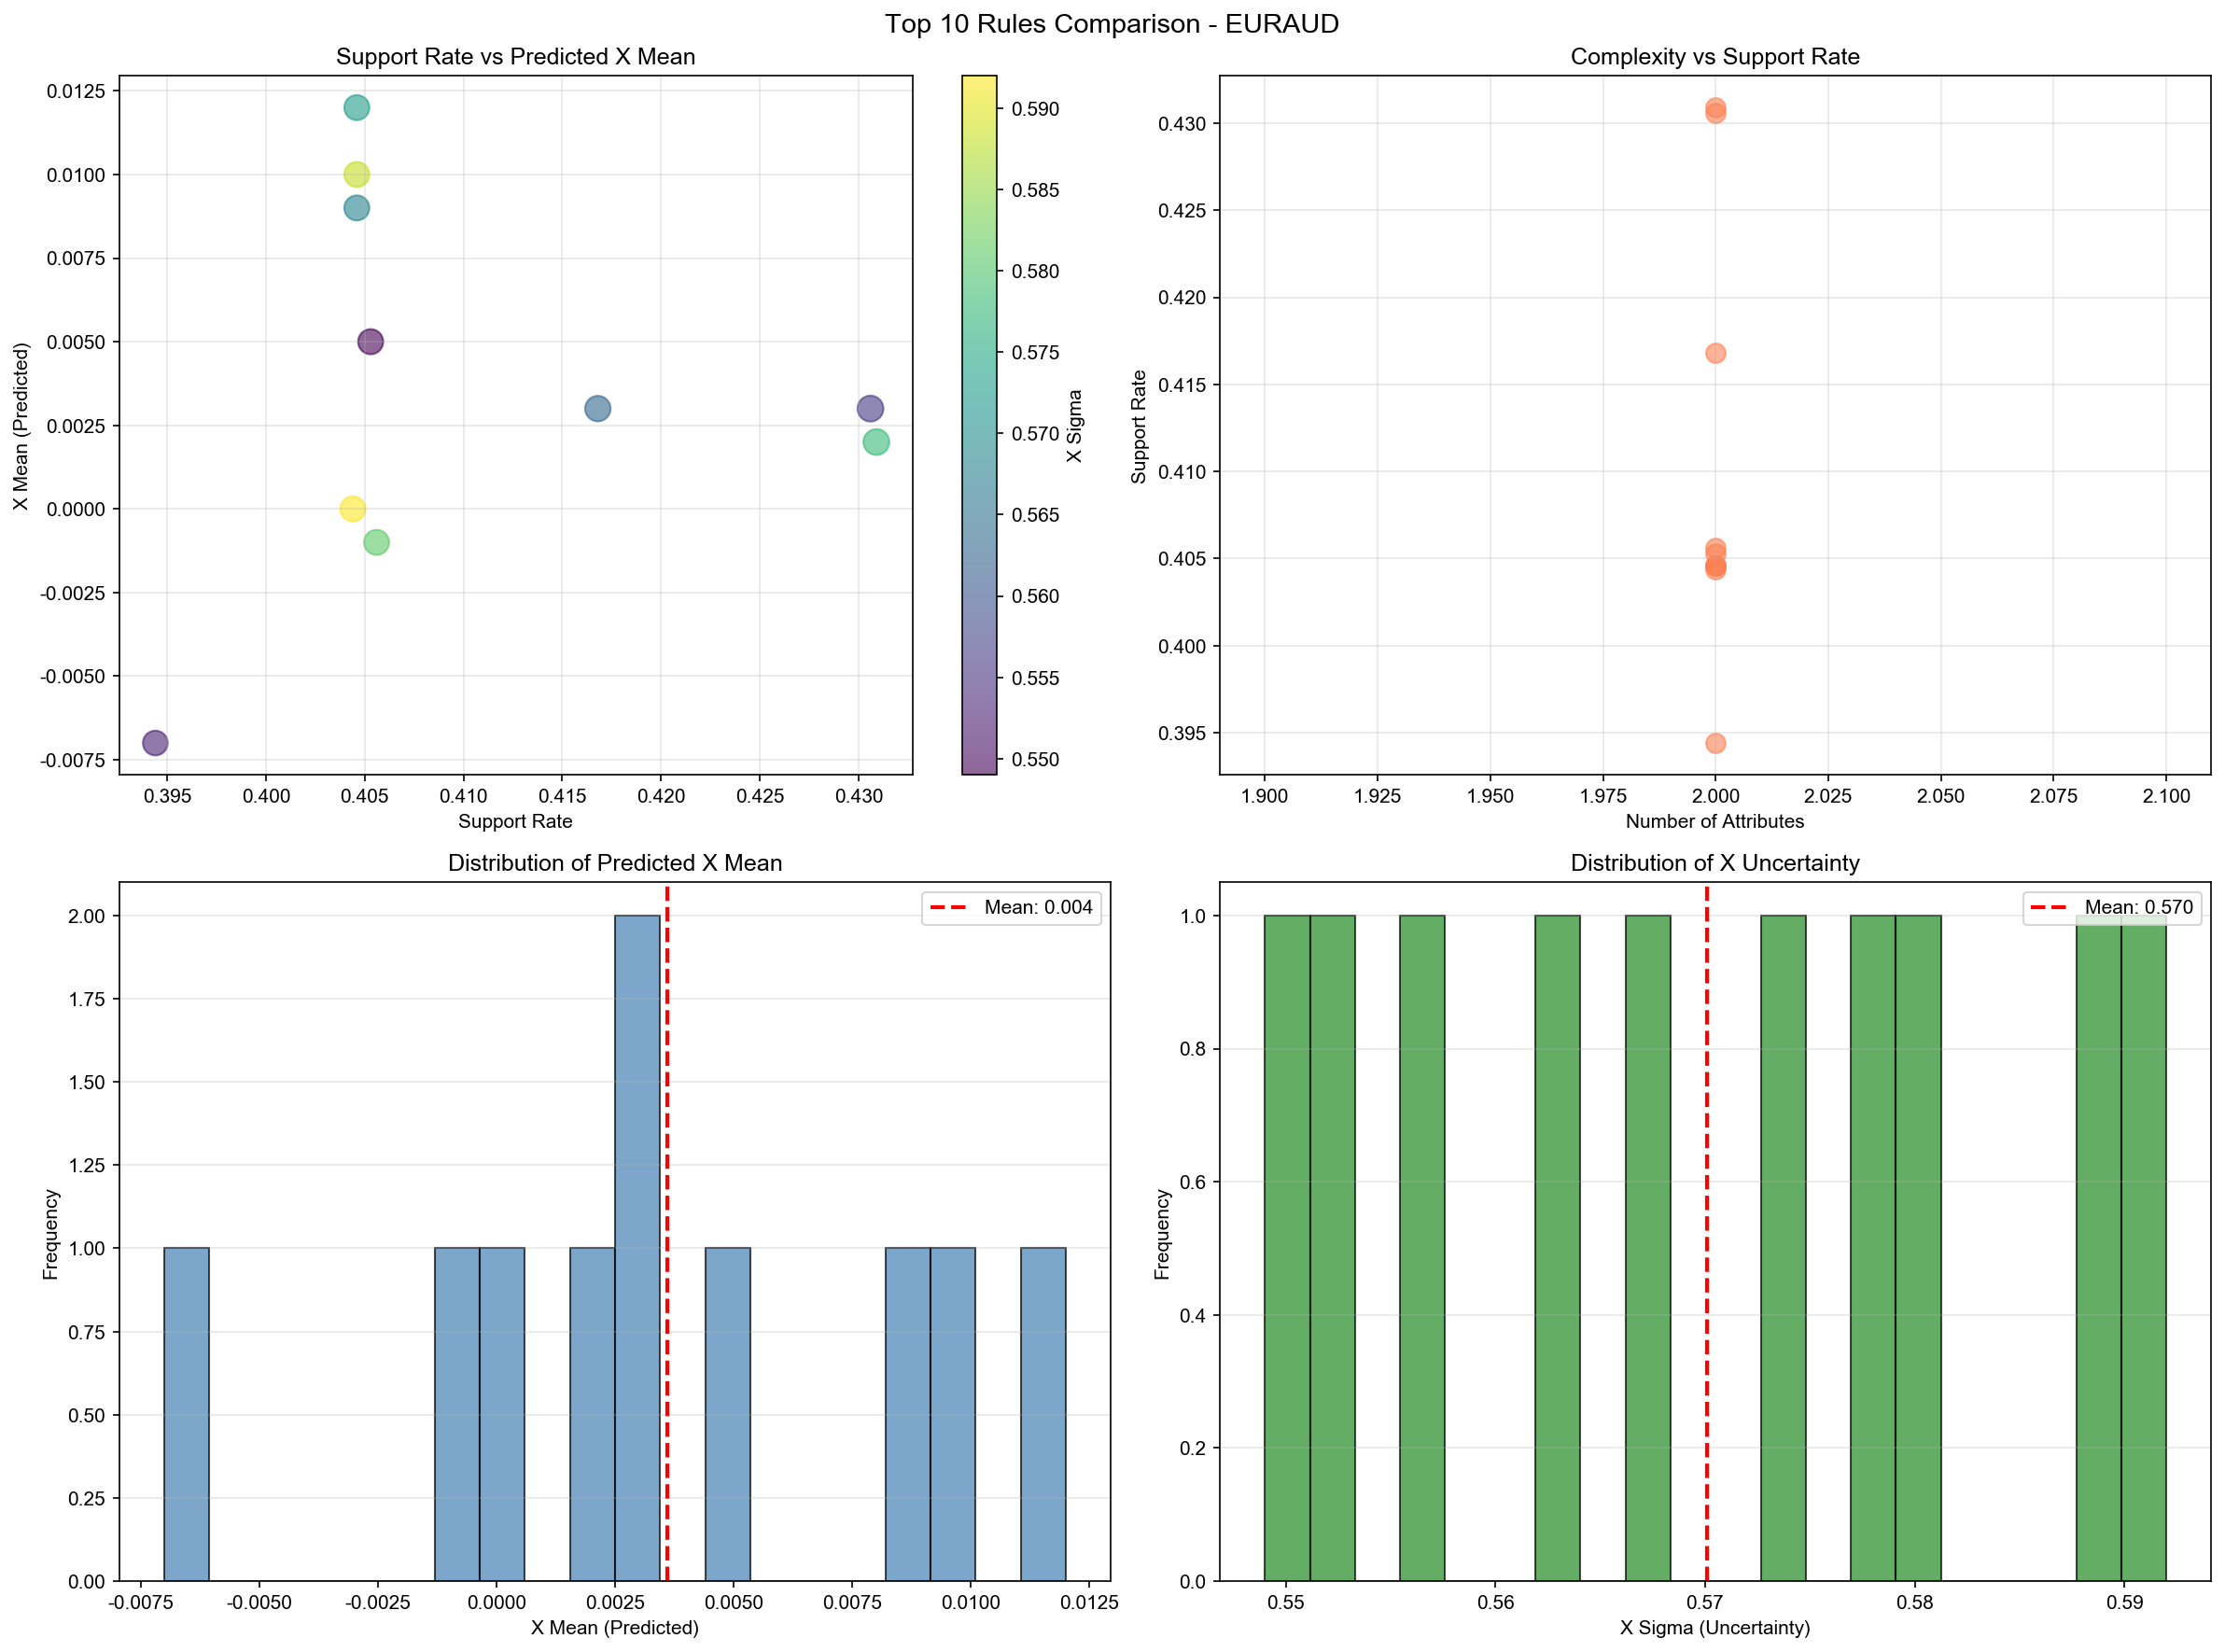 Top 10 Rules Comparison - EURAUD
Support Rate vs Predicted X Mean
0.0125
0.0100
0.0075
0.0050
0.0025
0.0000
-0.0025
-0.0050
-0.0075
X Mean (Predicted)
0.395 0.400 0.405 0.410 0.415 0.420 0.425 0.430
Support Rate
0.590
0.585
0.580
0.575
0.570
0.565
0.560
0.555
0.550
X Sigma
Complexity vs Support Rate
0.430
0.425
0.420
0.415
0.410
0.405
0.400
0.395
Support Rate
1.900 1.925 1.950 1.975 2.000 2.025 2.050 2.075 2.100
Number of Attributes
Distribution of Predicted X Mean
Mean: 0.004
2.00
1.75
1.50
1.25
1.00
0.75
0.50
0.25
0.00
Frequency
-0.0075 -0.0050 -0.0025 0.0000 0.0025 0.0050 0.0075 0.0100 0.0125
X Mean (Predicted)
Distribution of X Uncertainty
Mean: 0.570
1.0
0.8
0.6
0.4
0.2
0.0
Frequency
0.55 0.56 0.57 0.58 0.59
X Sigma (Uncertainty)